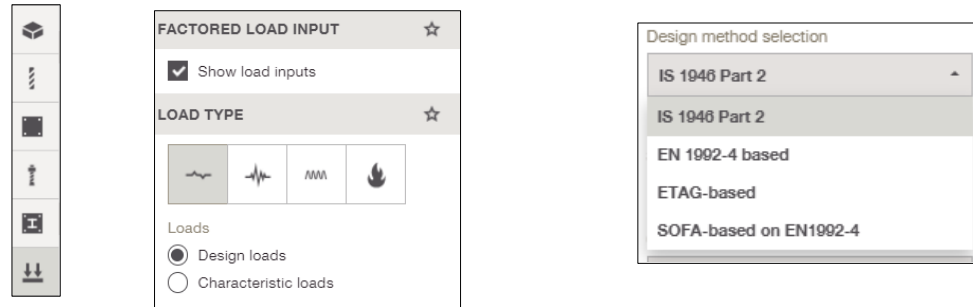 FACTORED LOAD INPUT
Show load inputs
LOAD TYPE
Loads
Design loads
Characteristic loads
Design method selection
IS 1946 Part 2
IS 1946 Part 2
EN 1992-4 based
ETAG-based
SOFA-based on EN1992-4